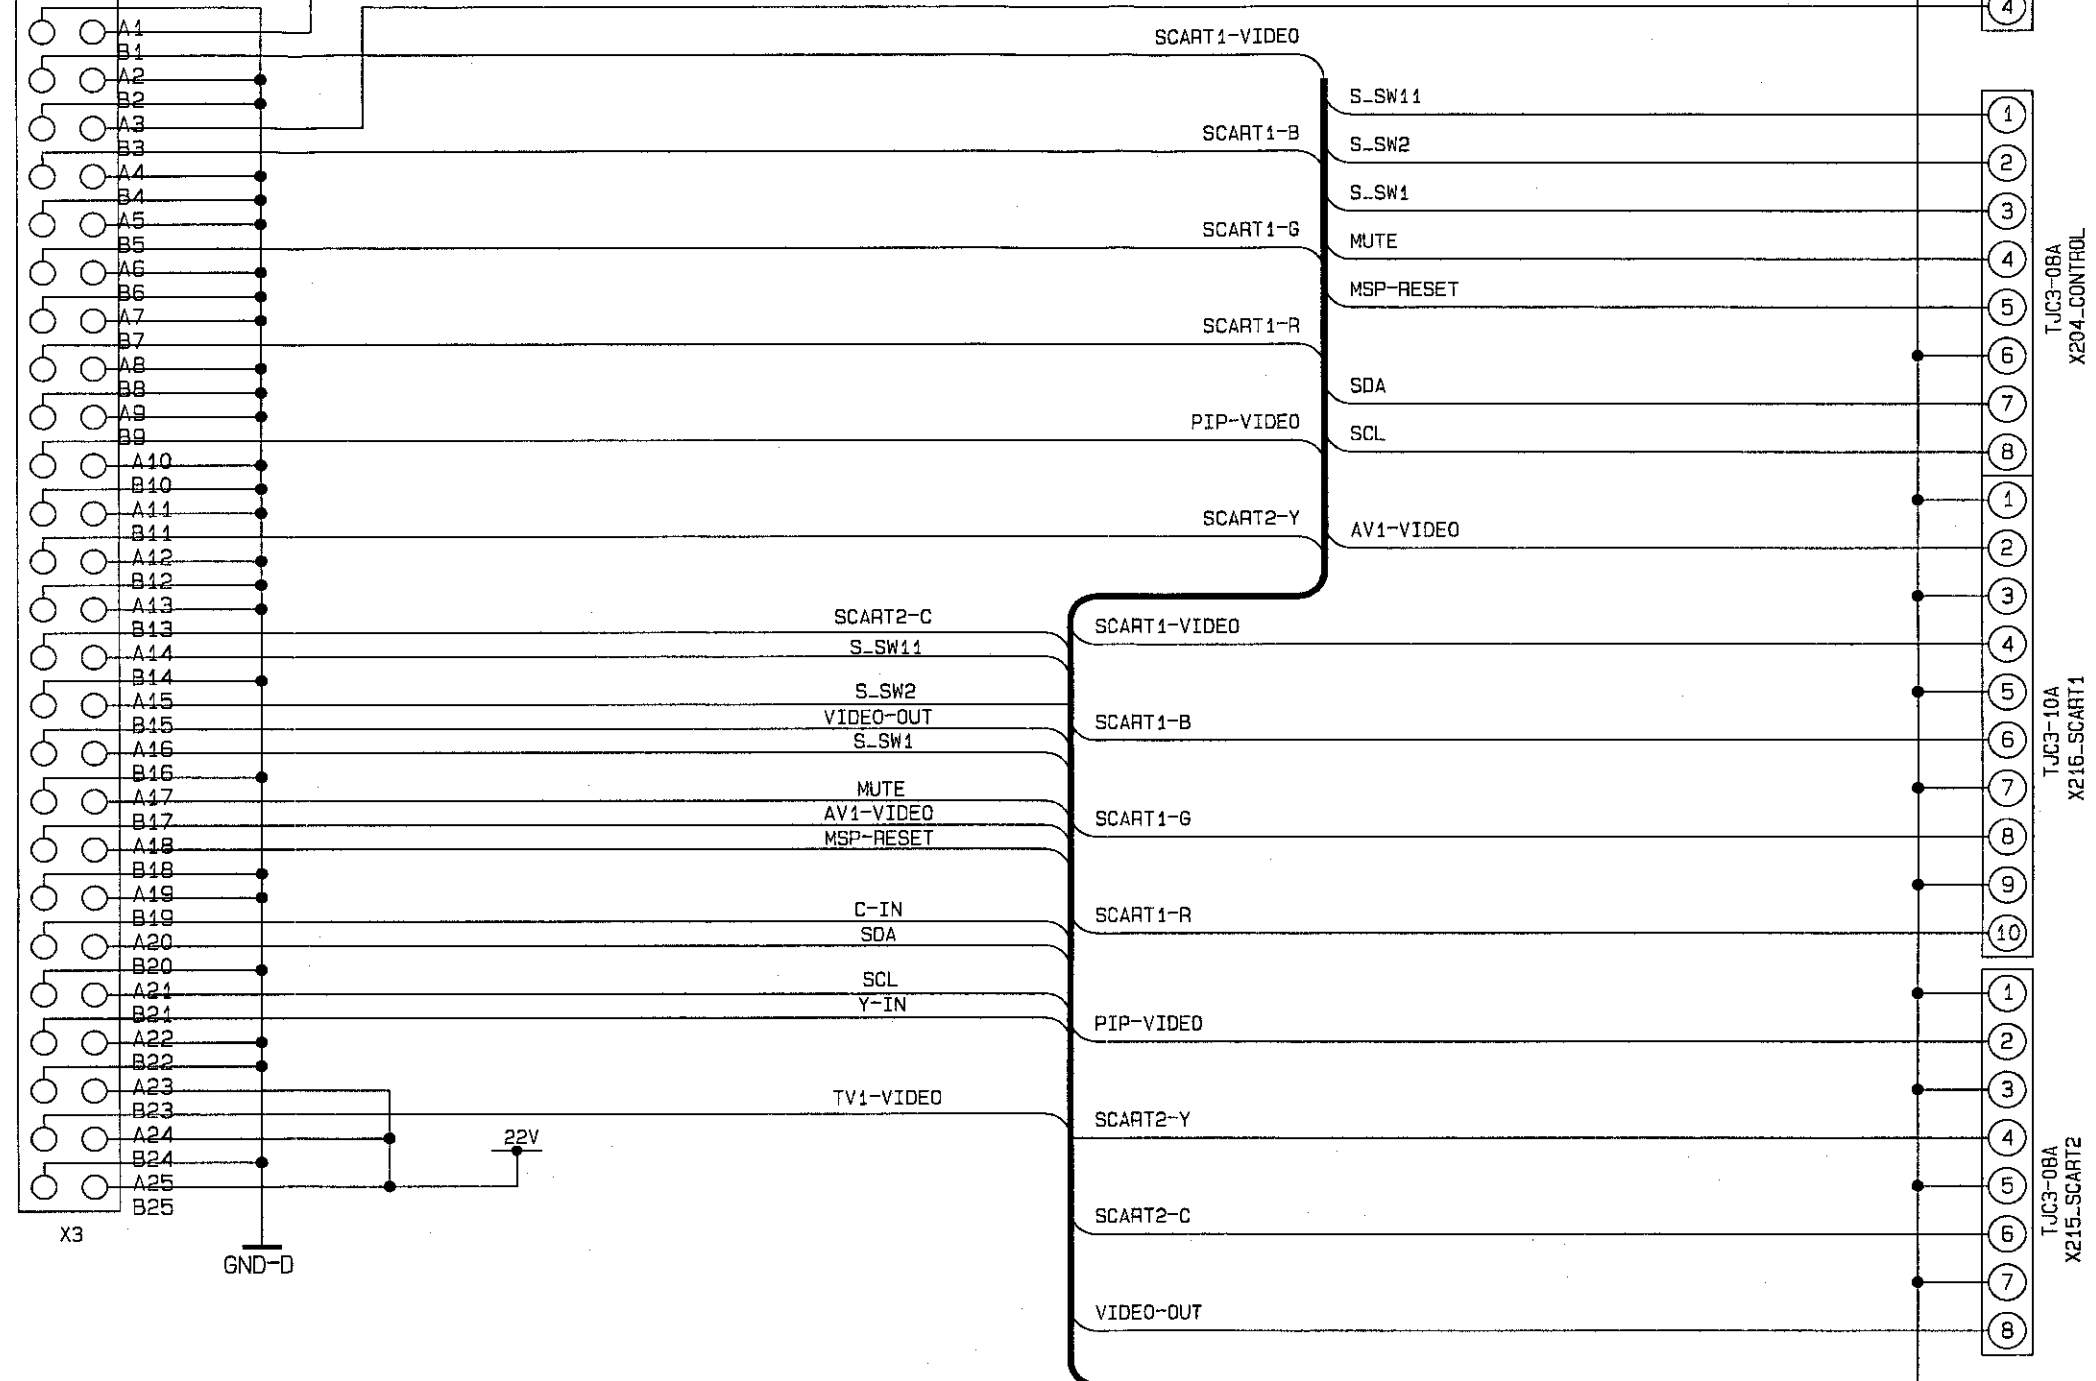 A1
B1
A2
B2
A3
B3
A4
B4
A5
B5
A6
B6
A7
B7
A8
B8
A9
B9
A10
B10
A11
B11
A12
B12
A13
B13
A14
B14
A15
B15
A16
B16
A17
B17
A18
B18
A19
B19
A20
B20
A21
B21
A22
B22
A23
B23
A24
B24
A25
B25
X3
GND-D
22V
SCART1-VIDEO
SCART1-B
SCART1-G
SCART1-R
PIP-VIDEO
SCART2-Y
SCART2-C
S_SW11
S_SW2
VIDEO-OUT
S_SW1
MUTE
AV1-VIDEO
MSP-RESET
C-IN
SDA
SCL
Y-IN
TV1-VIDEO
S_SW11
S_SW2
S_SW1
MUTE
MSP-RESET
SDA
SCL
AV1-VIDEO
SCART1-VIDEO
SCART1-B
SCART1-G
SCART1-R
PIP-VIDEO
SCART2-Y
SCART2-C
VIDEO-OUT
4
1
2
3
4
5
6
7
8
TJC3-08A
X204_CONTROL
1
2
3
4
5
6
7
8
9
10
TJC3-10A
X216_SCART1
1
2
3
4
5
6
7
8
TJC3-08A
X215_SCART2